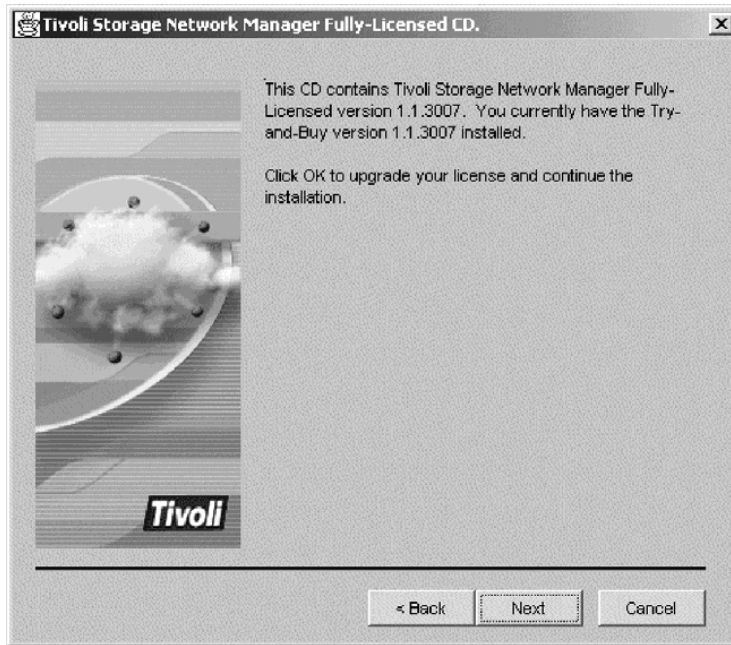 Tivoli Storage Network Manager Fully-Licensed CD.
This CD contains Tivoli Storage Network Manager Fully-
Licensed version 1.1.3007. You currently have the Try-
and-Buy version 1.1.3007 installed.
Click OK to upgrade your license and continue the
installation.
Tivoli
< Back
Next
Cancel